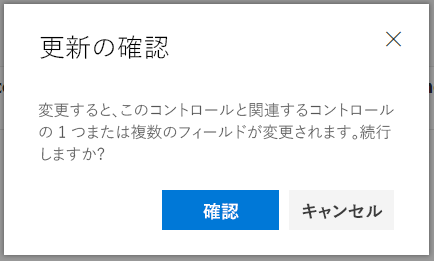 更新の確認
変更すると、このコントロールと関連するコントロール
の 1 つまたは複数のフィールドが変更されます。続行
しますか?
確認
キャンセル